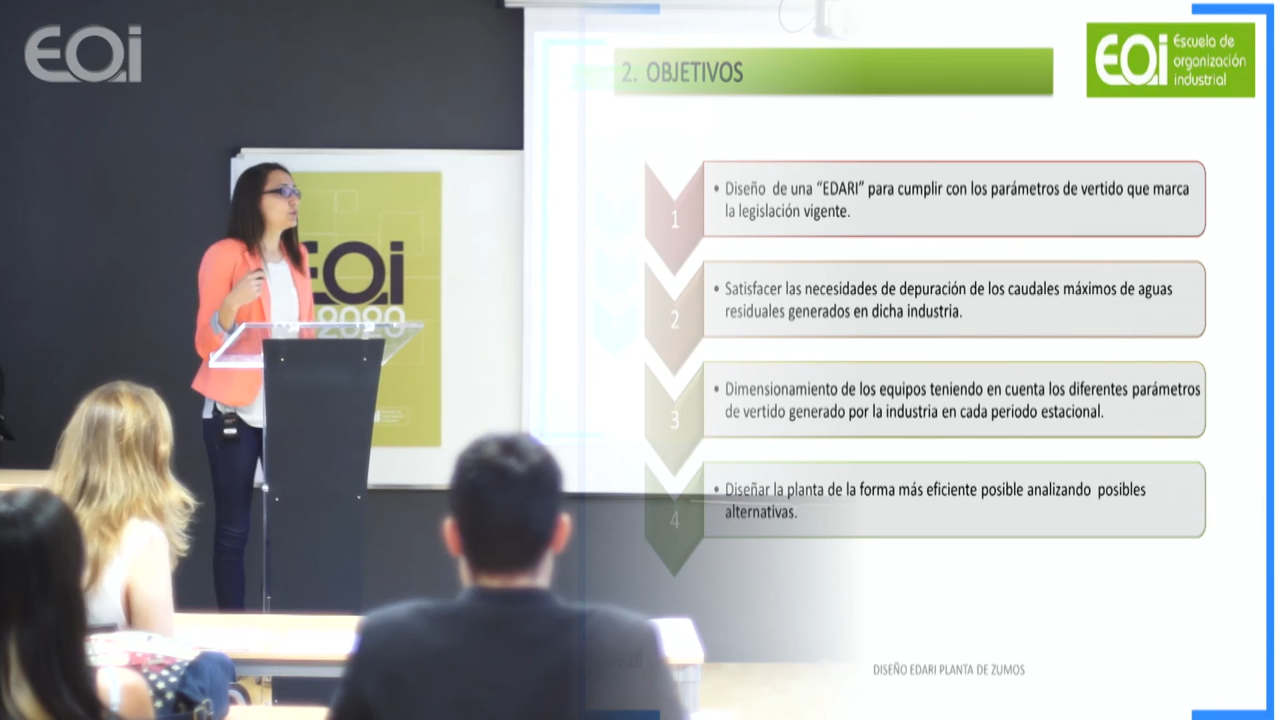 EOi
2. OBJETIVOS
EOi Escuela de
organización
industrial
1
• Diseño de una “EDARI” para cumplir con los parámetros de vertido que marca
la legislación vigente.
2
• Satisfacer las necesidades de depuración de los caudales máximos de aguas
residuales generados en dicha industria.
3
• Dimensionamiento de los equipos teniendo en cuenta los diferentes parámetros
de vertido generado por la industria en cada periodo estacional.
4
• Diseñar la planta de la forma más eficiente posible analizando posibles
alternativas.
EOi
2020
DISEÑO EDARI PLANTA DE ZUMOS